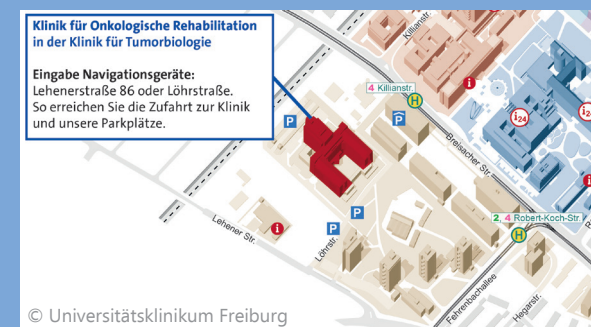 Klinik für Onkologische Rehabilitation
in der Klinik für Tumorbiologie
Eingabe Navigationsgeräte:
Lehenerstraße 86 oder Löhrstraße.
So erreichen Sie die Zufahrt zur Klinik
und unsere Parkplätze.
Killianstr.
4 Killianstr.
H
i
i24
i24
P
P
Breisacher Str.
i
2, 4 Robert-Koch-Str.
P
P
H
i
Lehener Str.
Löhrstr.
Fehrenbachallee
Hegarstr.
© Universitätsklinikum Freiburg